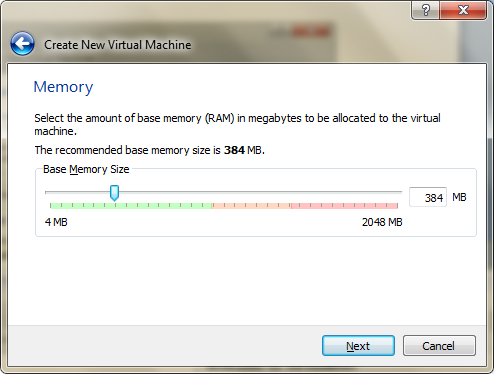 Create New Virtual Machine
Memory
Select the amount of base memory (RAM) in megabytes to be allocated to the virtual
machine.
The recommended base memory size is 384 MB.
Base Memory Size
384 MB
4 MB 2048 MB
Next Cancel